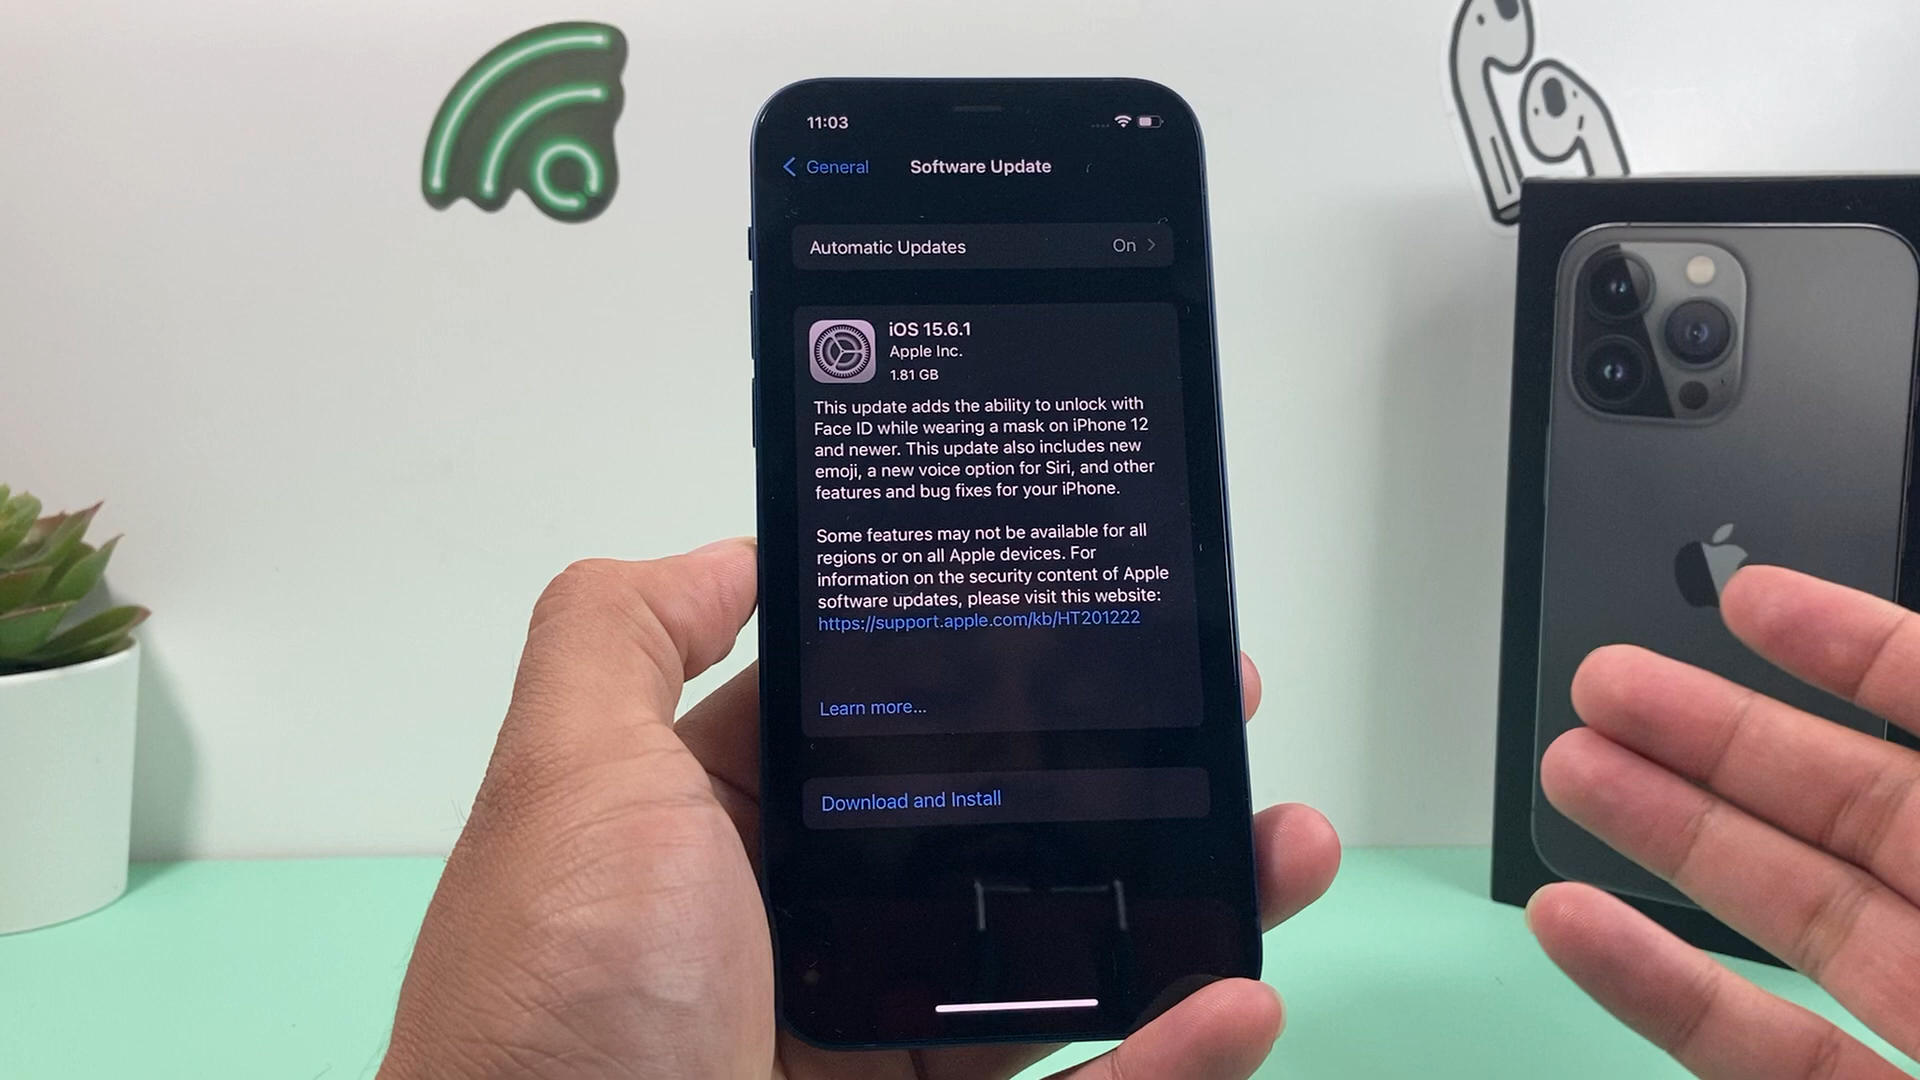 11:03
General
Software Update
Automatic Updates
On
iOS 15.6.1
Apple Inc.
1.81 GB
This update adds the ability to unlock with
Face ID while wearing a mask on iPhone 12
and newer. This update also includes new
emoji, a new voice option for Siri, and other
features and bug fixes for your iPhone.
Some features may not be available for all
regions or on all Apple devices. For
information on the security content of Apple
software updates, please visit this website:
https://support.apple.com/kb/HT201222
Learn more...
Download and Install